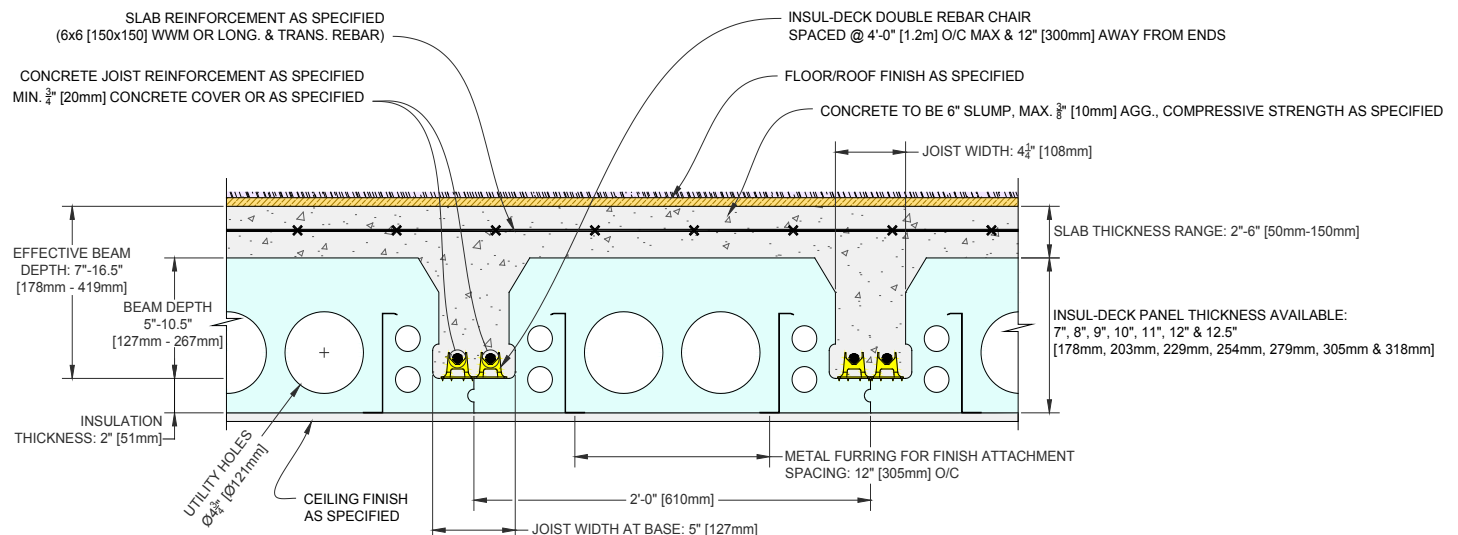 SLAB REINFORCEMENT AS SPECIFIED
(6x6 [150x150] WWM OR LONG. & TRANS. REBAR)
CONCRETE JOIST REINFORCEMENT AS SPECIFIED
MIN. 3/4" [20mm] CONCRETE COVER OR AS SPECIFIED
INSUL-DECK DOUBLE REBAR CHAIR
SPACED @ 4'-0" [1.2m] O/C MAX & 12" [300mm] AWAY FROM ENDS
FLOOR/ROOF FINISH AS SPECIFIED
CONCRETE TO BE 6" SLUMP, MAX. 3/8" [10mm] AGG., COMPRESSIVE STRENGTH AS SPECIFIED
JOIST WIDTH: 4 1/4" [108mm]
SLAB THICKNESS RANGE: 2"-6" [50mm-150mm]
EFFECTIVE BEAM
DEPTH: 7"-16.5"
[178mm - 419mm]
BEAM DEPTH
5"-10.5"
[127mm - 267mm]
INSUL-DECK PANEL THICKNESS AVAILABLE:
7", 8", 9", 10", 11", 12" & 12.5"
[178mm, 203mm, 229mm, 254mm, 279mm, 305mm & 318mm]
INSULATION
THICKNESS: 2" [51mm]
UTILITY HOLES
Ø4 3/4" [Ø121mm]
CEILING FINISH
AS SPECIFIED
METAL FURRING FOR FINISH ATTACHMENT
SPACING: 12" [305mm] O/C
2'-0" [610mm]
JOIST WIDTH AT BASE: 5" [127mm]